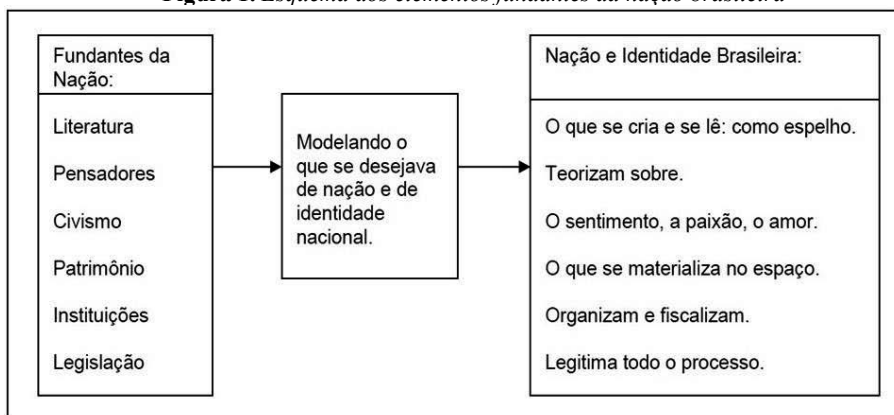 Figura 1. Esquema dos elementos fundantes da nação brasileira
Fundantes da
Nação:
Literatura
Pensadores
Civismo
Patrimônio
Instituições
Legislação
Modelando o
que se desejava
de nação e de
identidade
nacional.
Nação e Identidade Brasileira:
O que se cria e se lê: como espelho.
Teorizam sobre.
O sentimento, a paixão, o amor.
O que se materializa no espaço.
Organizam e fiscalizam.
Legitima todo o processo.